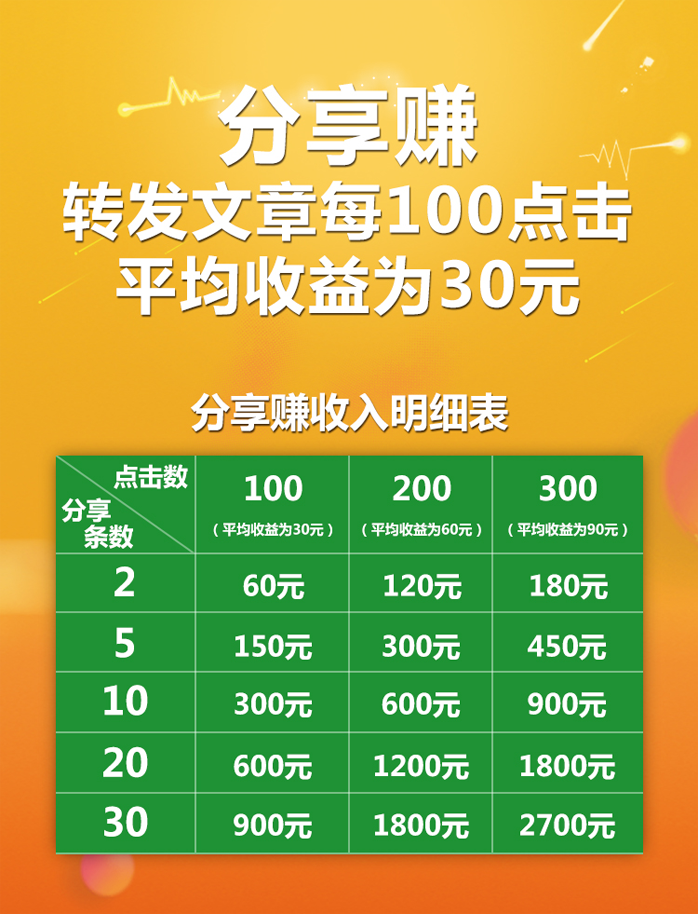 分享赚
转发文章每100点击
平均收益为30元
分享赚收入明细表
点击数
分享
条数
100
200
300
（平均收益为30元）
（平均收益为60元）
（平均收益为90元）
2
60元
120元
180元
5
150元
300元
450元
10
300元
600元
900元
20
600元
1200元
1800元
30
900元
1800元
2700元